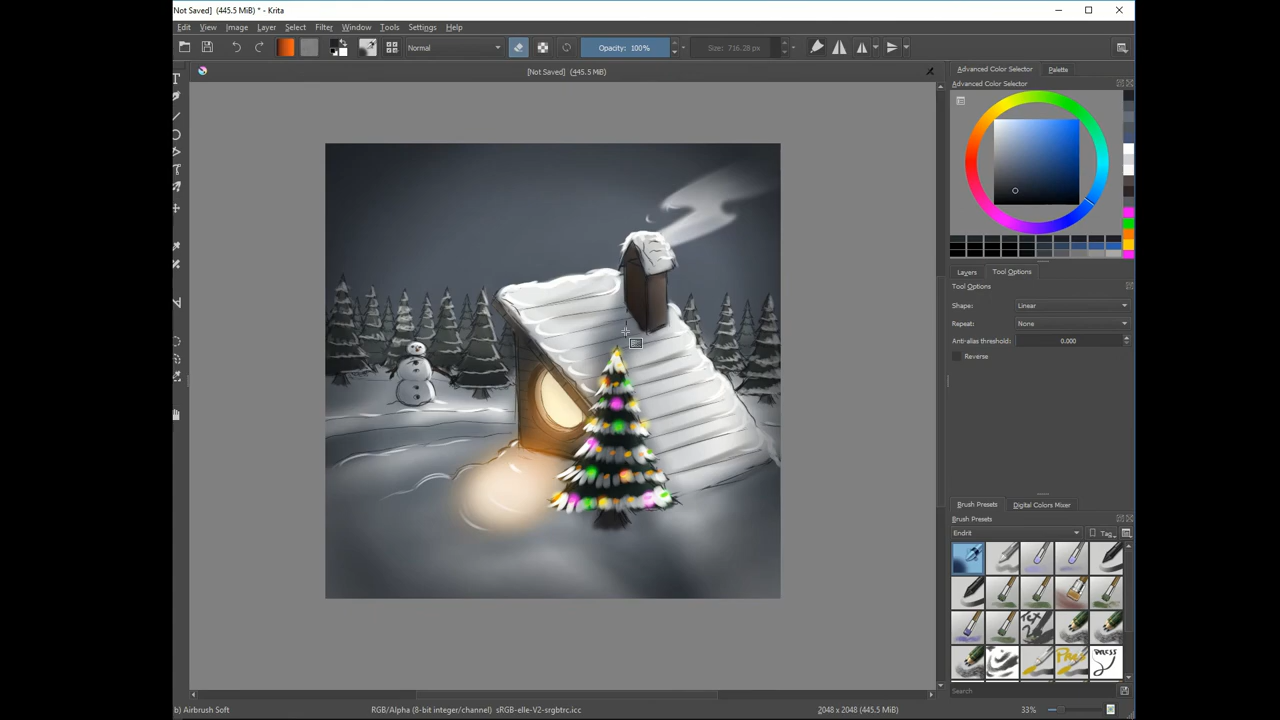 Not Saved] (445.5 MiB) * - Krita
Edit View Image Layer Select Filter Window Tools Settings Help
Normal
Opacity: 100%
Size: 716.28 px
[Not Saved] (445.5 MiB)
Advanced Color Selector
Palette
Advanced Color Selector
Layers
Tool Options
Tool Options
Shape:
Linear
Repeat:
None
Anti-alias threshold:
0.000
Reverse
Brush Presets
Digital Colors Mixer
Brush Presets
Endrit
Tag
Search
b) Airbrush Soft
RGB/Alpha (8-bit integer/channel) sRGB-elle-V2-srgbtrc.icc
2048 x 2048 (445.5 MiB)
33%